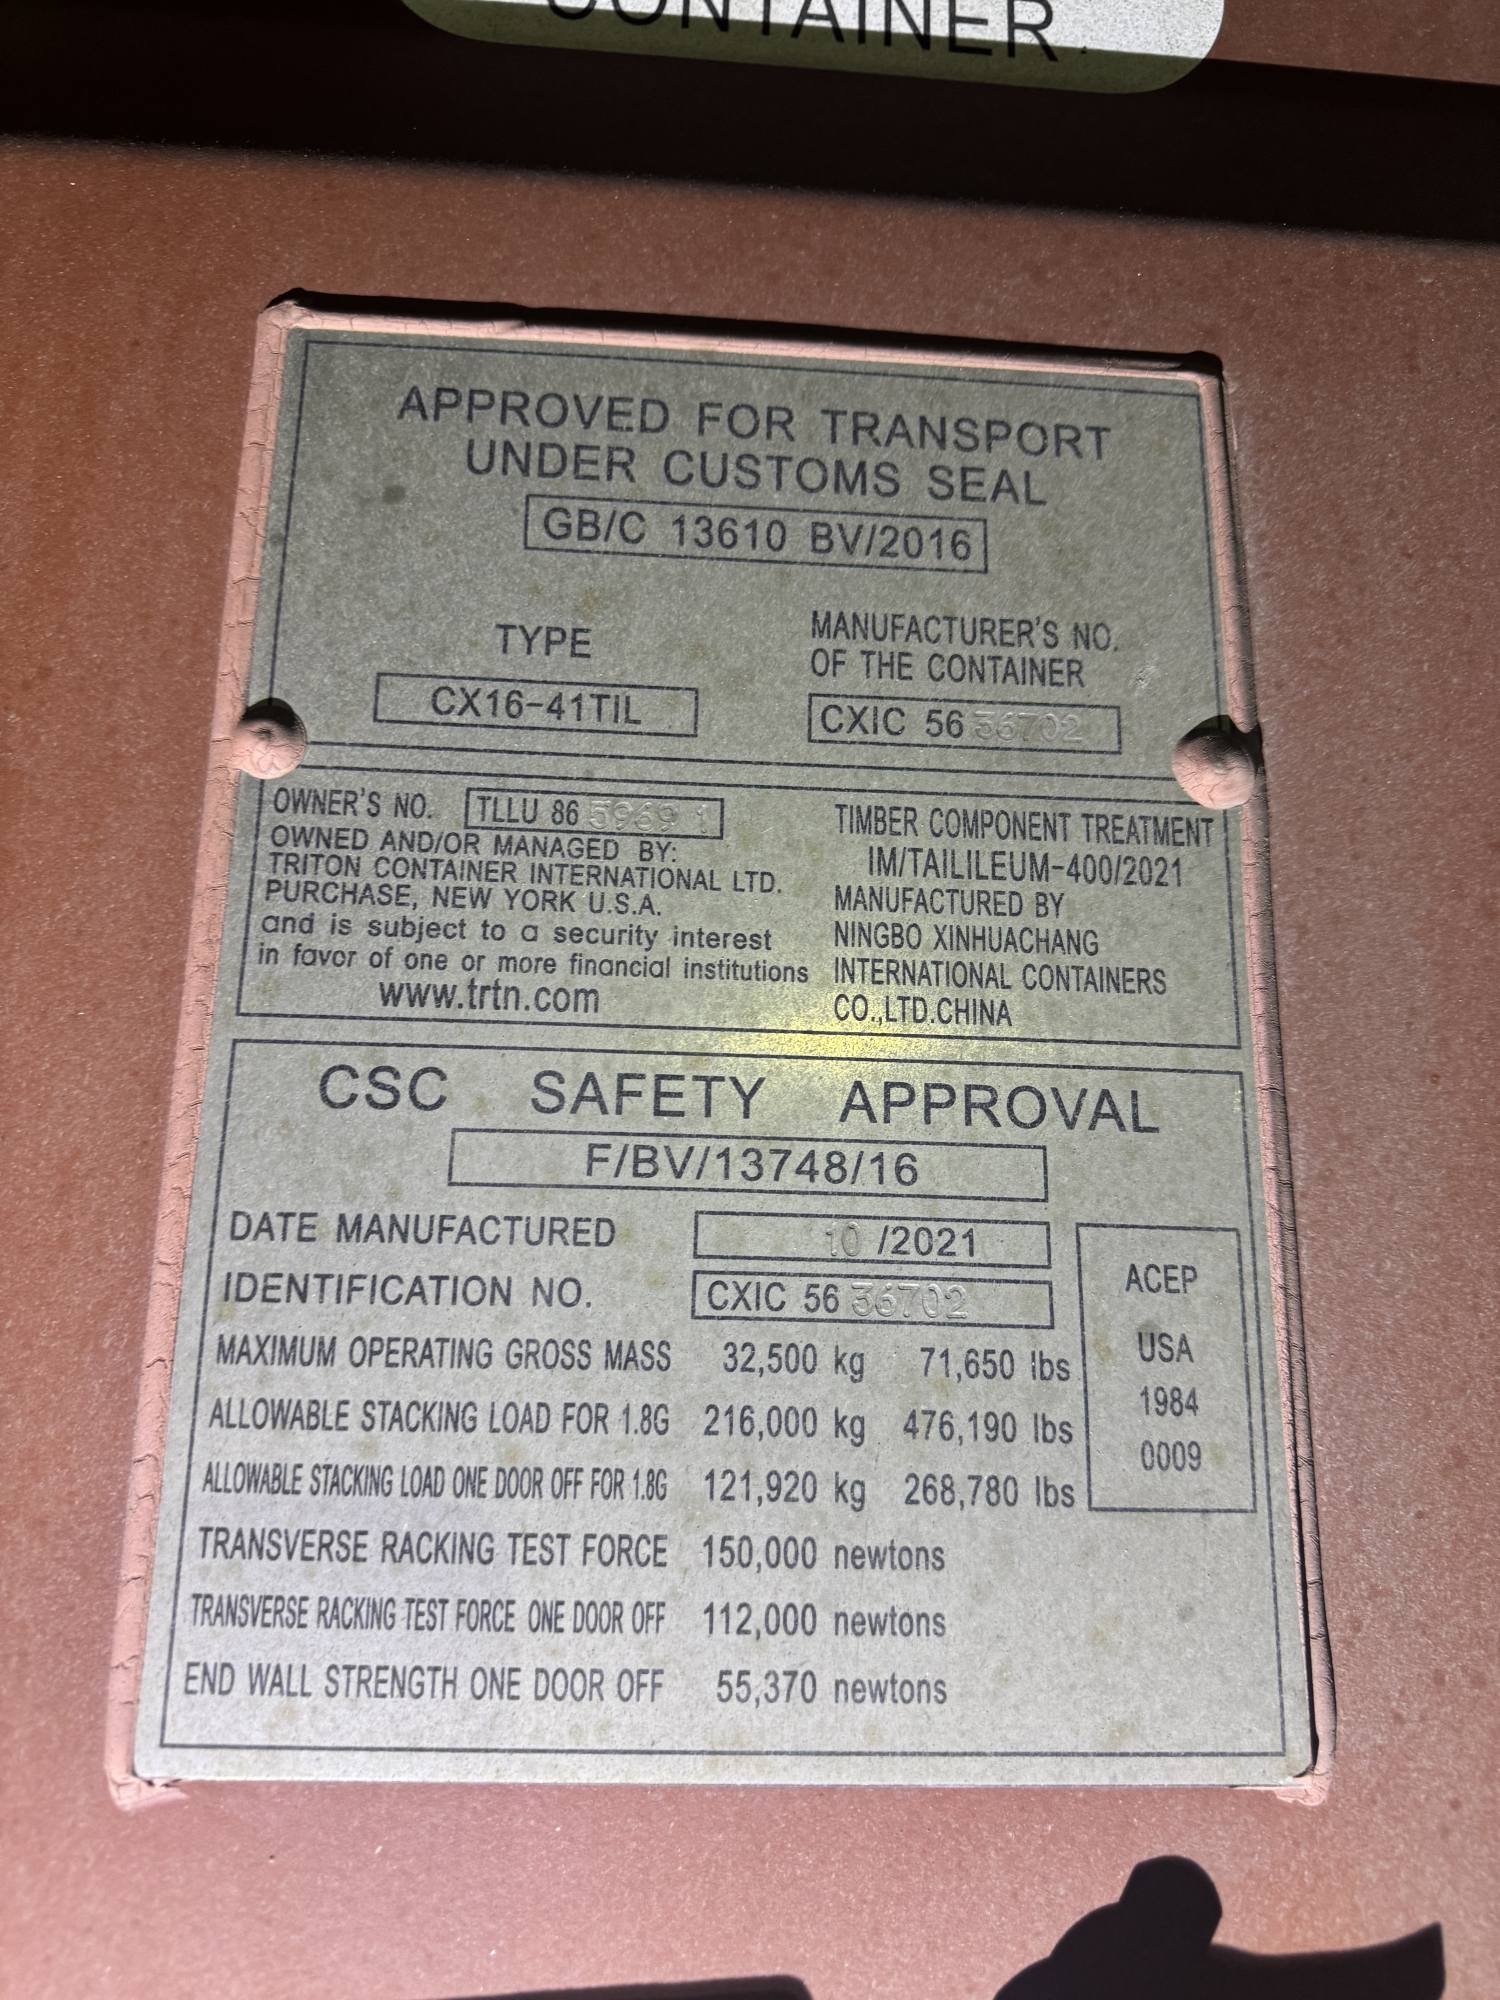 CONTAINER
APPROVED FOR TRANSPORT
UNDER CUSTOMS SEAL
GB/C 13610 BV/2016
TYPE
CX16-41TIL
MANUFACTURER'S NO.
OF THE CONTAINER
CXIC 56 36702
OWNER'S NO. TLLU 86 5969 1
OWNED AND/OR MANAGED BY:
TRITON CONTAINER INTERNATIONAL LTD.
PURCHASE, NEW YORK U.S.A.
and is subject to a security interest
in favor of one or more financial institutions
www.trtn.com
TIMBER COMPONENT TREATMENT
IM/TAILILEUM-400/2021
MANUFACTURED BY
NINGBO XINHUACHANG
INTERNATIONAL CONTAINERS
CO.,LTD.CHINA
CSC SAFETY APPROVAL
F/BV/13748/16
DATE MANUFACTURED 10 /2021
IDENTIFICATION NO. CXIC 56 36702
MAXIMUM OPERATING GROSS MASS 32,500 kg 71,650 lbs
ALLOWABLE STACKING LOAD FOR 1.8G 216,000 kg 476,190 lbs
ALLOWABLE STACKING LOAD ONE DOOR OFF FOR 1.8G 121,920 kg 268,780 lbs
TRANSVERSE RACKING TEST FORCE 150,000 newtons
TRANSVERSE RACKING TEST FORCE ONE DOOR OFF 112,000 newtons
END WALL STRENGTH ONE DOOR OFF 55,370 newtons
ACEP
USA
1984
0009